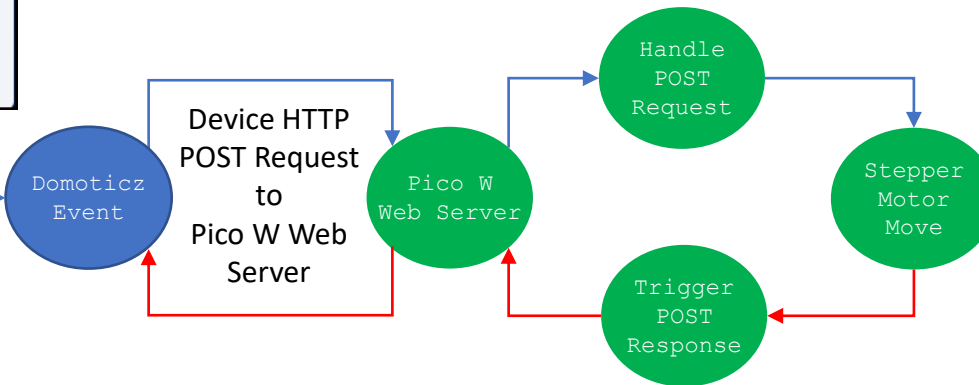 Domoticz
Event
Device HTTP
POST Request
to
Pico W Web
Server
Pico W
Web Server
Handle
POST
Request
Stepper
Motor
Move
Trigger
POST
Response